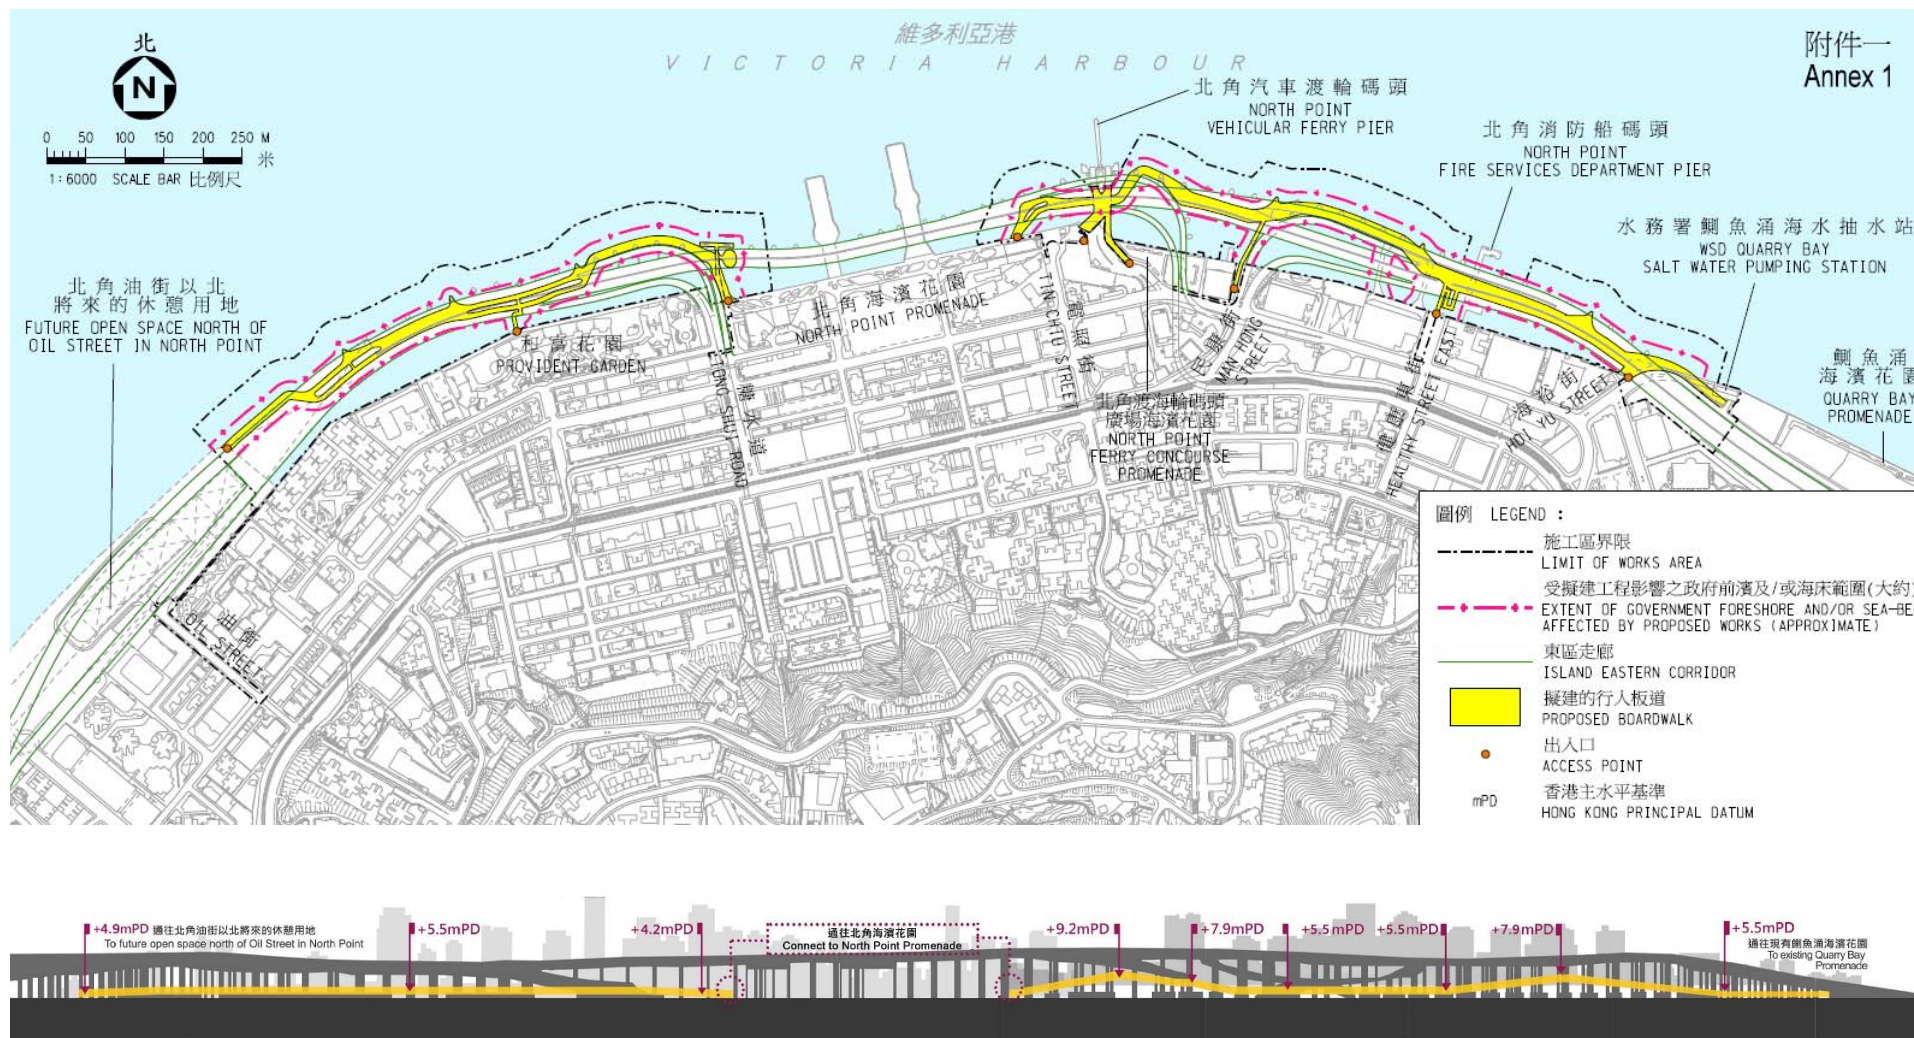 附件一
Annex 1
維多利亞港
VICTORIA HARBOUR
北
N
0 50 100 150 200 250 M
米
1:6000 SCALE BAR 比例尺
北角汽車渡輪碼頭
NORTH POINT
VEHICULAR FERRY PIER
北角消防船碼頭
NORTH POINT
FIRE SERVICES DEPARTMENT PIER
水務署鰂魚涌海水抽水站
WSD QUARRY BAY
SALT WATER PUMPING STATION
北角油街以北
將來的休憩用地
FUTURE OPEN SPACE NORTH OF
OIL STREET IN NORTH POINT
和富花園
PROVIDENT GARDEN
北角海濱花園
NORTH POINT PROMENADE
糖水道
TONG SHUI ROAD
電照街
TIN CHIU STREET
北角渡海輪碼頭
廣場海濱花園
NORTH POINT
FERRY CONCOURSE
PROMENADE
民康街
MAN HONG
STREET
健康東街
HEALTHY STREET EAST
海裕街
HOI YU STREET
鰂魚涌
海濱花園
QUARRY BAY
PROMENADE
油街
OIL STREET
圖例 LEGEND :
施工區界限
LIMIT OF WORKS AREA
受擬建工程影響之政府前濱及/或海床範圍(大約)
EXTENT OF GOVERNMENT FORESHORE AND/OR SEA-BED
AFFECTED BY PROPOSED WORKS (APPROXIMATE)
東區走廊
ISLAND EASTERN CORRIDOR
擬建的行人板道
PROPOSED BOARDWALK
出入口
ACCESS POINT
mPD
香港主水平基準
HONG KONG PRINCIPAL DATUM
+4.9mPD 通往北角油街以北將來的休憩用地
To future open space north of Oil Street in North Point
+5.5mPD
+4.2mPD
通往北角海濱花園
Connect to North Point Promenade
+9.2mPD
+7.9mPD
+5.5mPD
+5.5mPD
+7.9mPD
+5.5mPD
通往現有鰂魚涌海濱花園
To existing Quarry Bay
Promenade